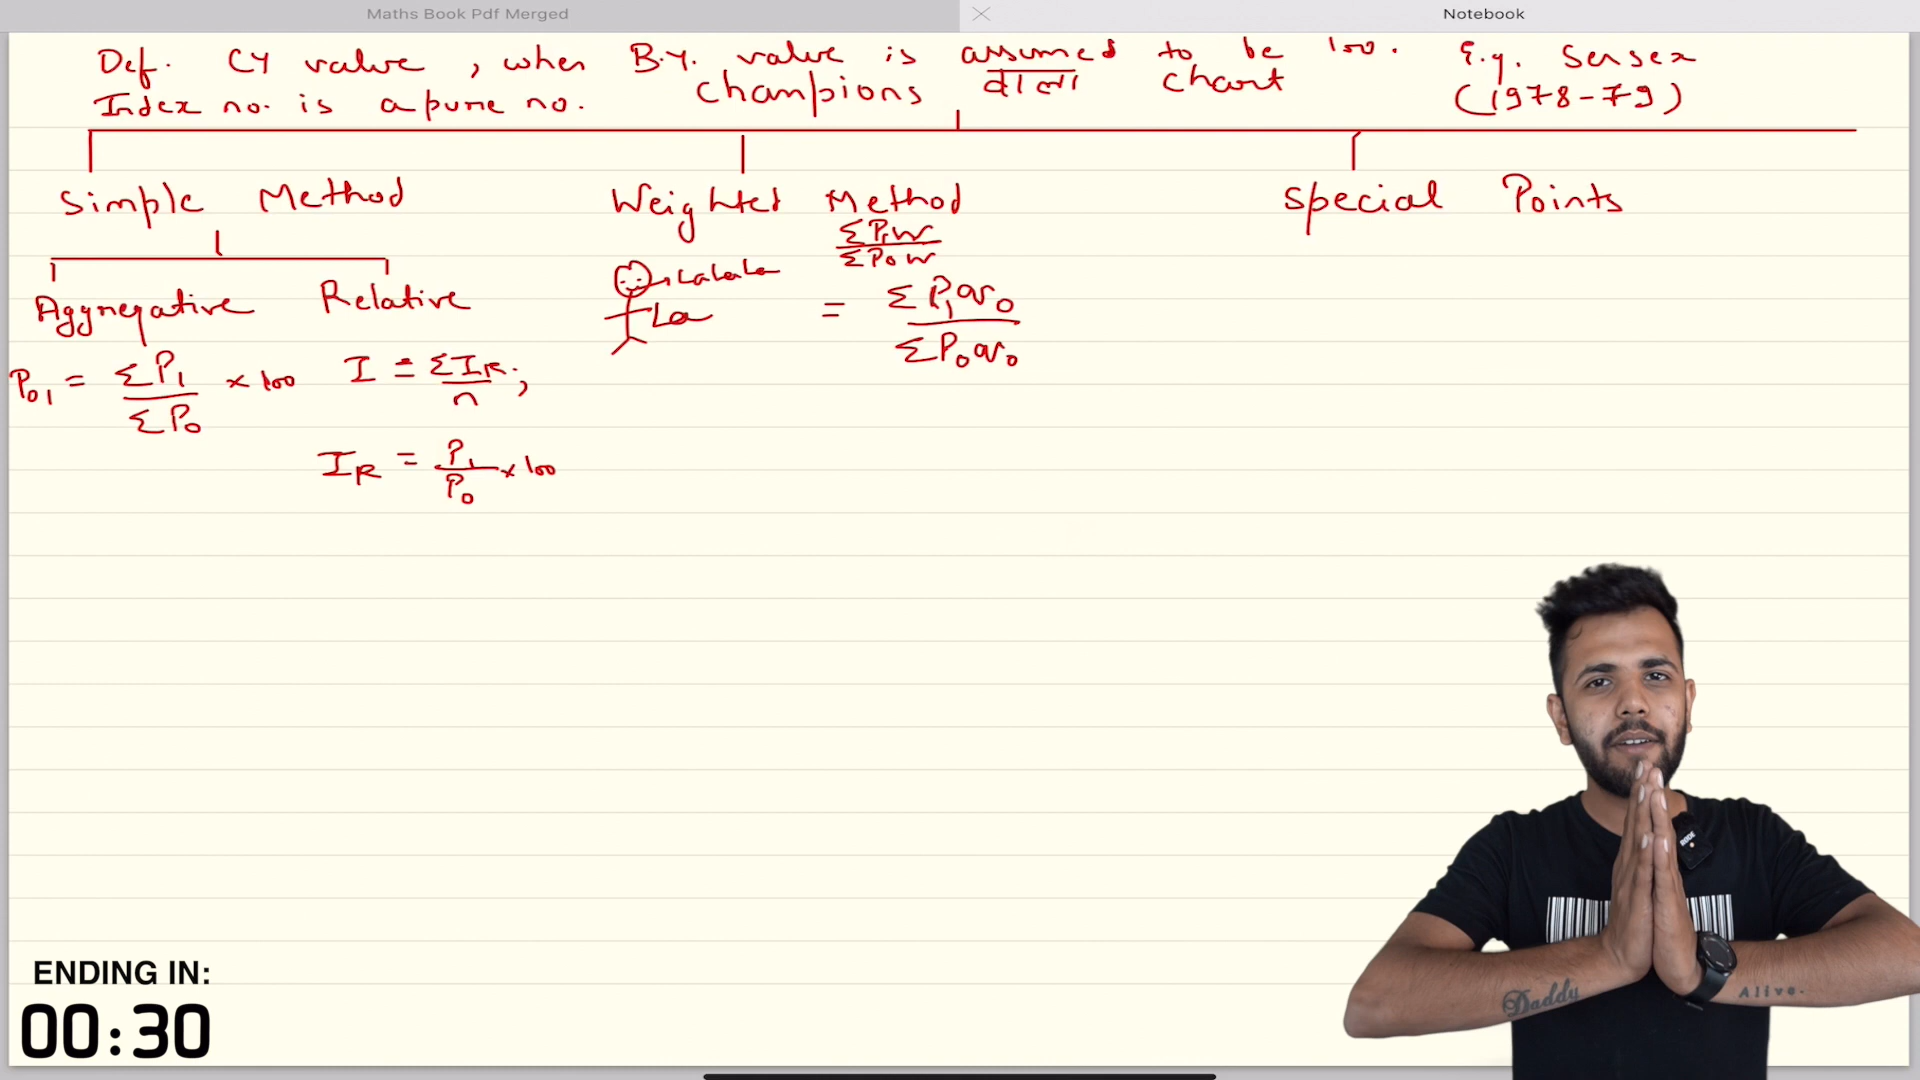 Maths Book Pdf Merged
Notebook
Def. CY value, when B.Y. value is assumed to be 100. E.g. Sensex
Index no. is a pure no. champions वाला chart (1978-79)
Simple Method
Weighted Method
Special Points
ΣP₁W
ΣP₀W
Lalala
La
Aggregative
Relative
= ΣP₁q₀
ΣP₀q₀
P₀₁ = ΣP₁ × 100
ΣP₀
I = ΣI_R,
n
I_R = P₁ × 100
P₀
RODE
Daddy
Alive.
ENDING IN:
00:30